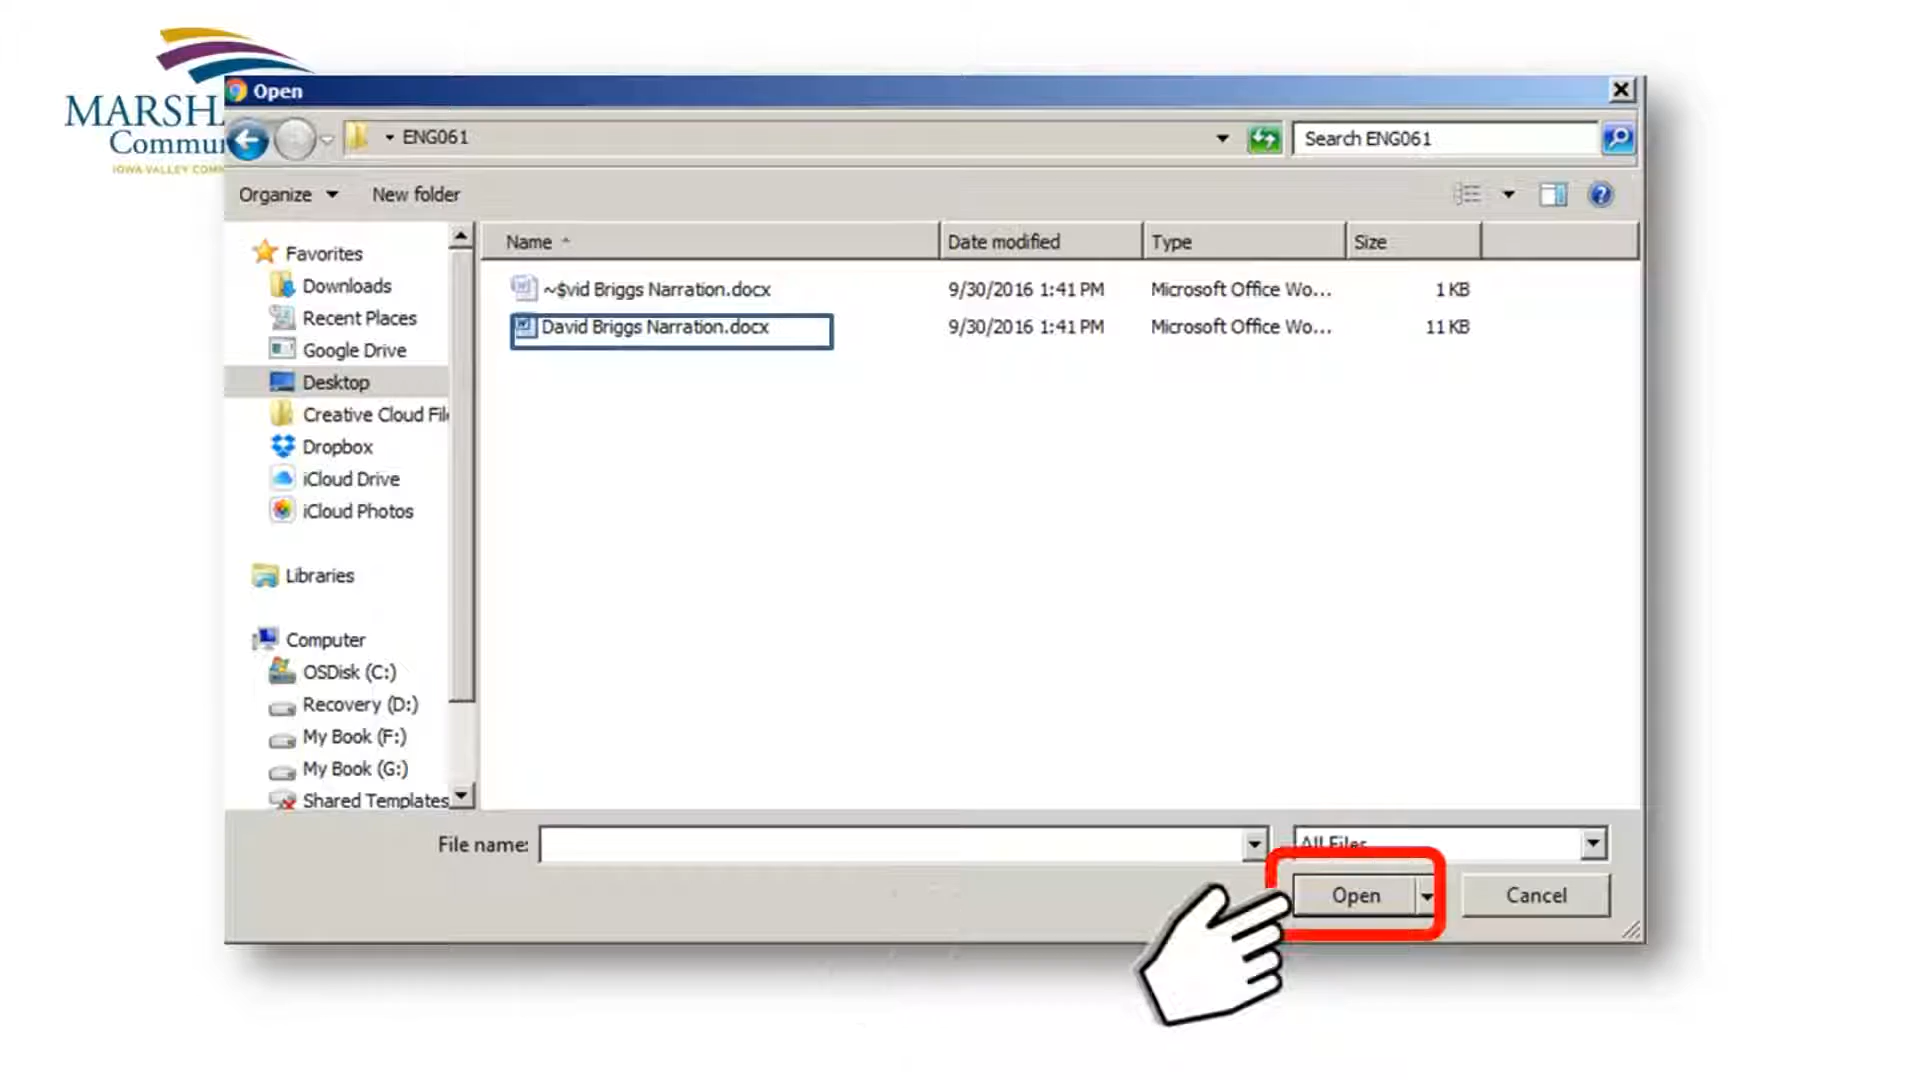 MARSH
Commu
IOWA VALLEY COM
Open
ENG061
Search ENG061
Organize
New folder
Name
Date modified
Type
Size
Favorites
Downloads
Recent Places
Google Drive
Desktop
Creative Cloud Fil
Dropbox
iCloud Drive
iCloud Photos
Libraries
Computer
OSDisk (C:)
Recovery (D:)
My Book (F:)
My Book (G:)
Shared Templates
~$vid Briggs Narration.docx 9/30/2016 1:41 PM Microsoft Office Wo... 1 KB
David Briggs Narration.docx 9/30/2016 1:41 PM Microsoft Office Wo... 11 KB
File name:
All Files
Open
Cancel